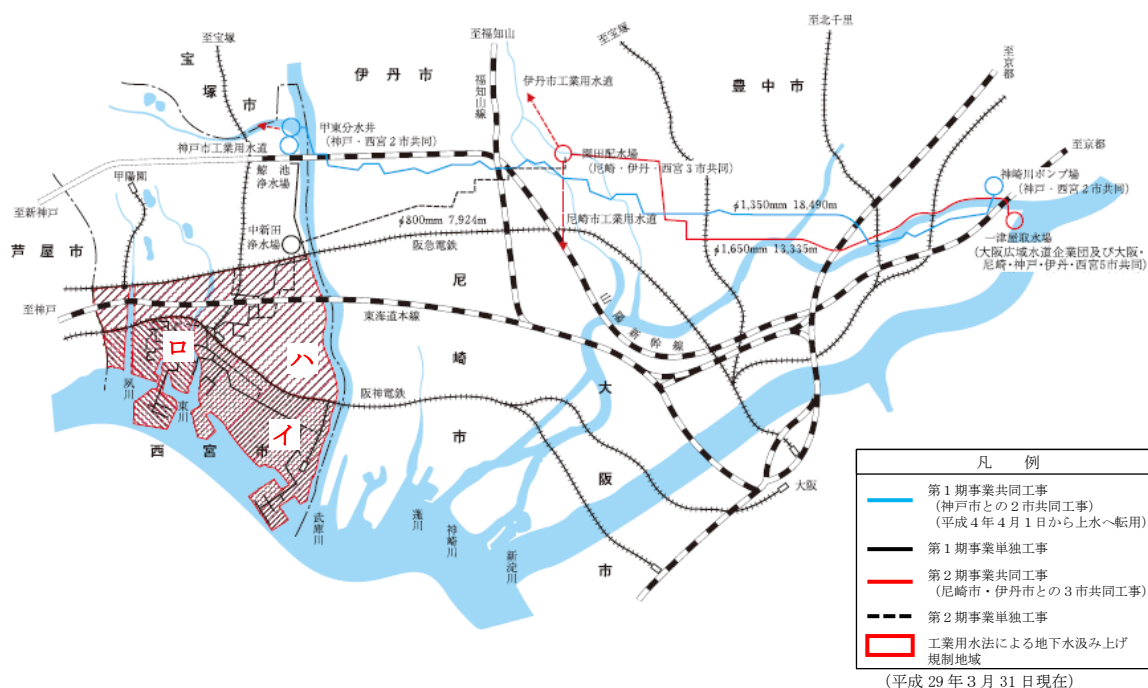 至宝塚
宝塚市
伊丹市
至福知山
福知山線
至宝塚
伊丹市工業用水道
豊中市
至北千里
至京都
至京都
甲東分水井
(神戸・西宮2市共同)
神戸市工業用水道
鯨池
浄水場
園田配水場
(尼崎・伊丹・西宮3市共同)
神崎川ポンプ場
(神戸・西宮2市共同)
甲陽園
至新神戸
芦屋市
中新田
浄水場
φ800mm 7,924m
阪急電鉄
尼崎市工業用水道
φ1,350mm 18,490m
φ1,650mm 13,335m
一津屋取水場
(大阪広域水道企業団及び大阪・
尼崎・神戸・伊丹・西宮5市共同)
至神戸
東海道本線
山陽新幹線
尼崎市
大阪市
ロ
ハ
イ
夙川
東川
阪神電鉄
西宮市
武庫川
蓬川
神崎川
新淀川
大阪
凡例
第1期事業共同工事
(神戸市との2市共同工事)
(平成4年4月1日から上水へ転用)
第1期事業単独工事
第2期事業共同工事
(尼崎市・伊丹市との3市共同工事)
第2期事業単独工事
工業用水法による地下水汲み上げ
規制地域
(平成29年3月31日現在)